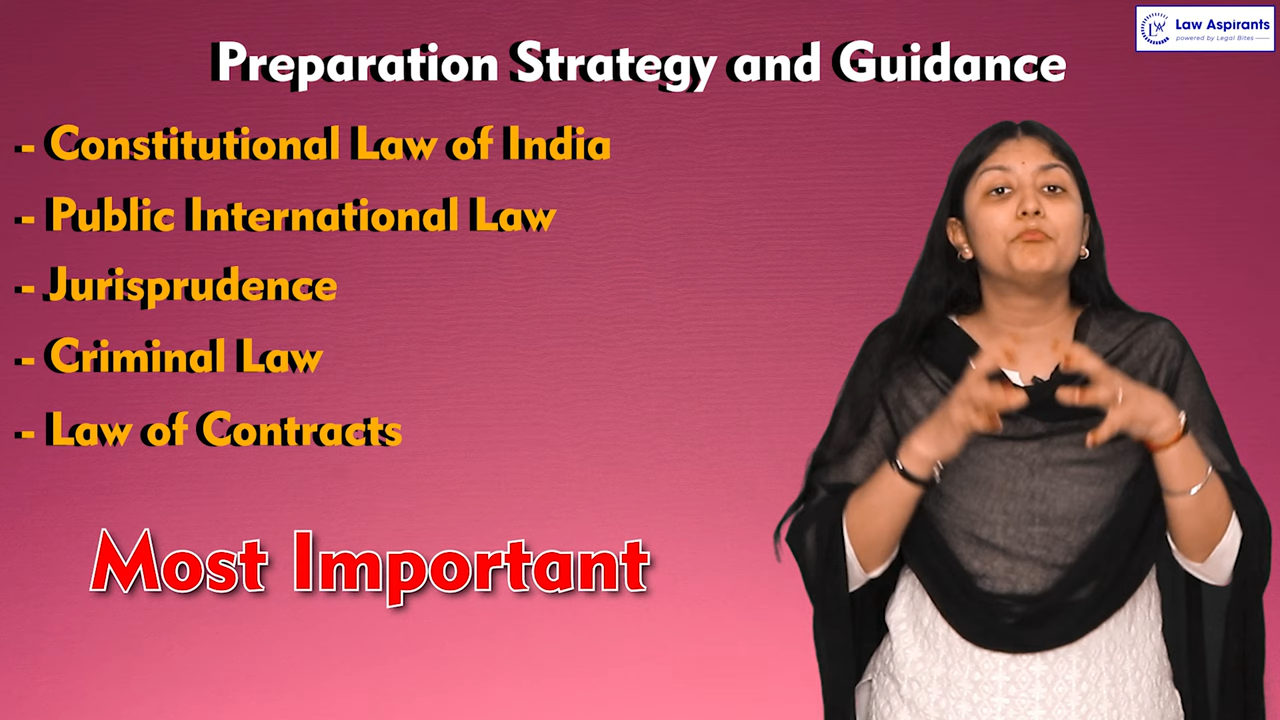 Law Aspirants
powered by Legal Bites
Preparation Strategy and Guidance
- Constitutional Law of India
- Public International Law
- Jurisprudence
- Criminal Law
- Law of Contracts
Most Important